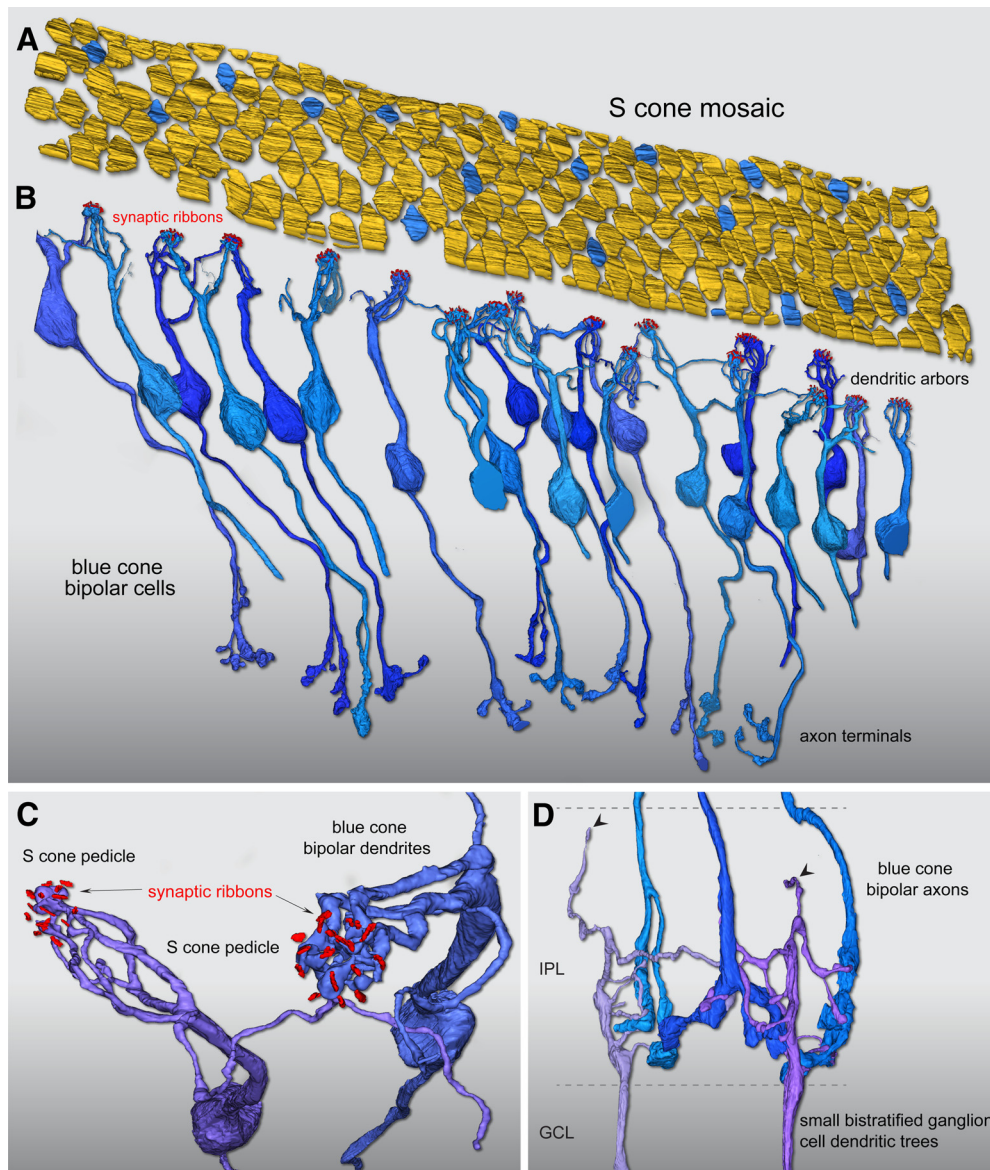 A
S cone mosaic
B
synaptic ribbons
dendritic arbors
blue cone
bipolar cells
axon terminals
C
S cone pedicle
blue cone
bipolar dendrites
synaptic ribbons
S cone pedicle
D
blue cone
bipolar axons
IPL
GCL
small bistratified ganglion
cell dendritic trees